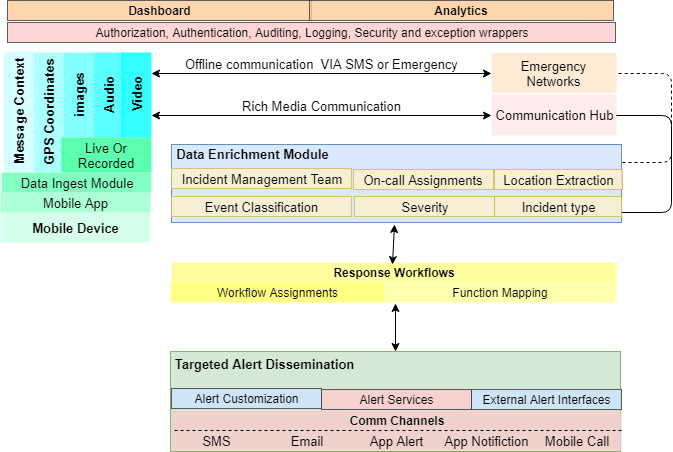 Dashboard
Analytics
Authorization, Authentication, Auditing, Logging, Security and exception wrappers
Message Context
GPS Coordinates
images
Audio
Video
Live Or
Recorded
Data Ingest Module
Mobile App
Mobile Device
Offline communication VIA SMS or Emergency
Rich Media Communication
Emergency
Networks
Communication Hub
Data Enrichment Module
Incident Management Team
On-call Assignments
Location Extraction
Event Classification
Severity
Incident type
Response Workflows
Workflow Assignments
Function Mapping
Targeted Alert Dissemination
Alert Customization
Alert Services
External Alert Interfaces
Comm Channels
SMS
Email
App Alert
App Notifiction
Mobile Call